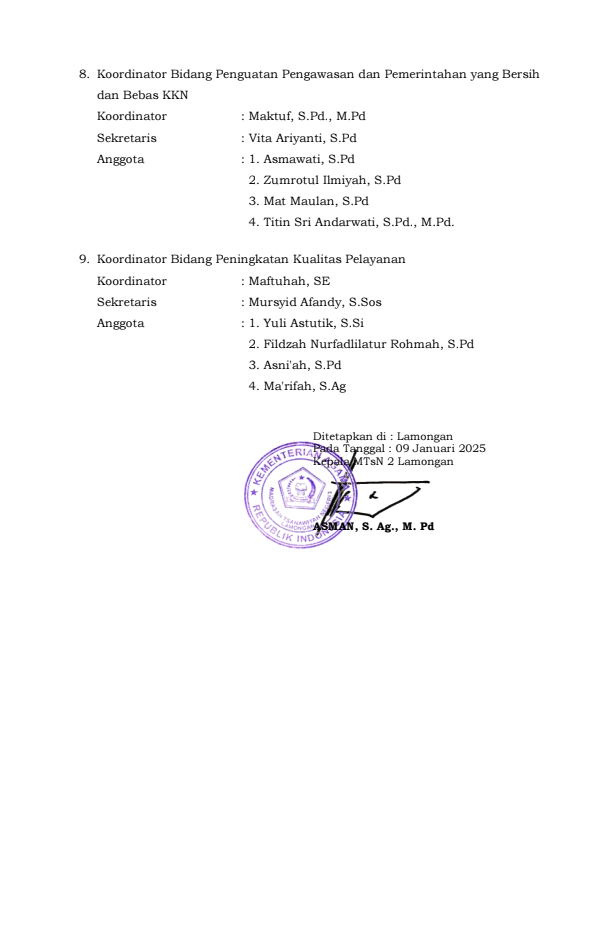 8. Koordinator Bidang Penguatan Pengawasan dan Pemerintahan yang Bersih
dan Bebas KKN
Koordinator : Maktuf, S.Pd., M.Pd
Sekretaris : Vita Ariyanti, S.Pd
Anggota : 1. Asmawati, S.Pd
2. Zumrotul Ilmiyah, S.Pd
3. Mat Maulan, S.Pd
4. Titin Sri Andarwati, S.Pd., M.Pd.
9. Koordinator Bidang Peningkatan Kualitas Pelayanan
Koordinator : Maftuhah, SE
Sekretaris : Mursyid Afandy, S.Sos
Anggota : 1. Yuli Astutik, S.Si
2. Fildzah Nurfadlilatur Rohmah, S.Pd
3. Asni'ah, S.Pd
4. Ma'rifah, S.Ag
Ditetapkan di : Lamongan
Pada Tanggal : 09 Januari 2025
Kepala MTsN 2 Lamongan
KEMENTERIAN AGAMA
MADRASAH TSANAWIYAH NEGERI 2
LAMONGAN
REPUBLIK INDONESIA
ASMAN, S. Ag., M. Pd